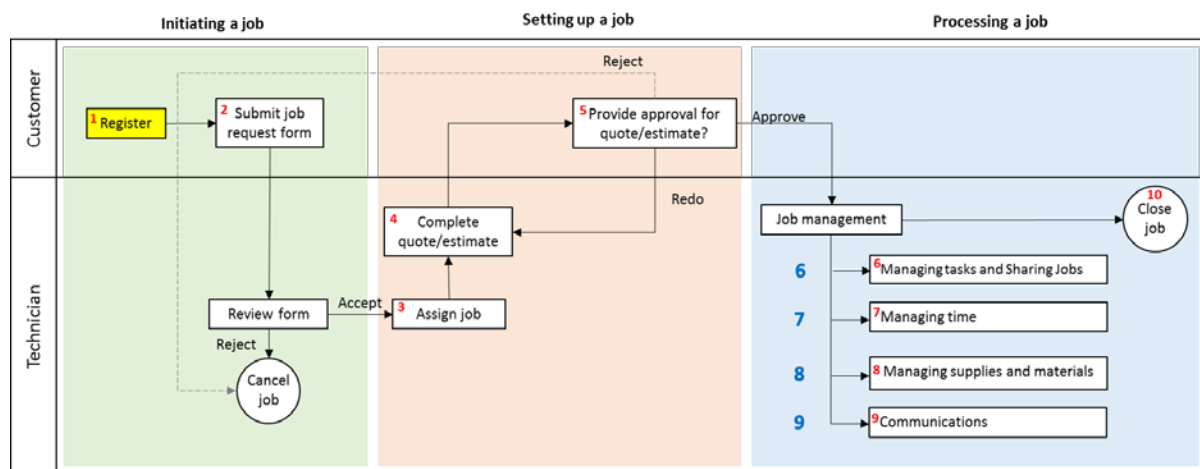 Initiating a job
Setting up a job
Processing a job
Customer
Reject
1 Register
2 Submit job
request form
5 Provide approval for
quote/estimate?
Approve
Technician
4 Complete
quote/estimate
Redo
Job management
10
Close
job
6
6 Managing tasks and Sharing Jobs
Review form
Accept
3 Assign job
7
7 Managing time
Reject
Cancel
job
8
8 Managing supplies and materials
9
9 Communications